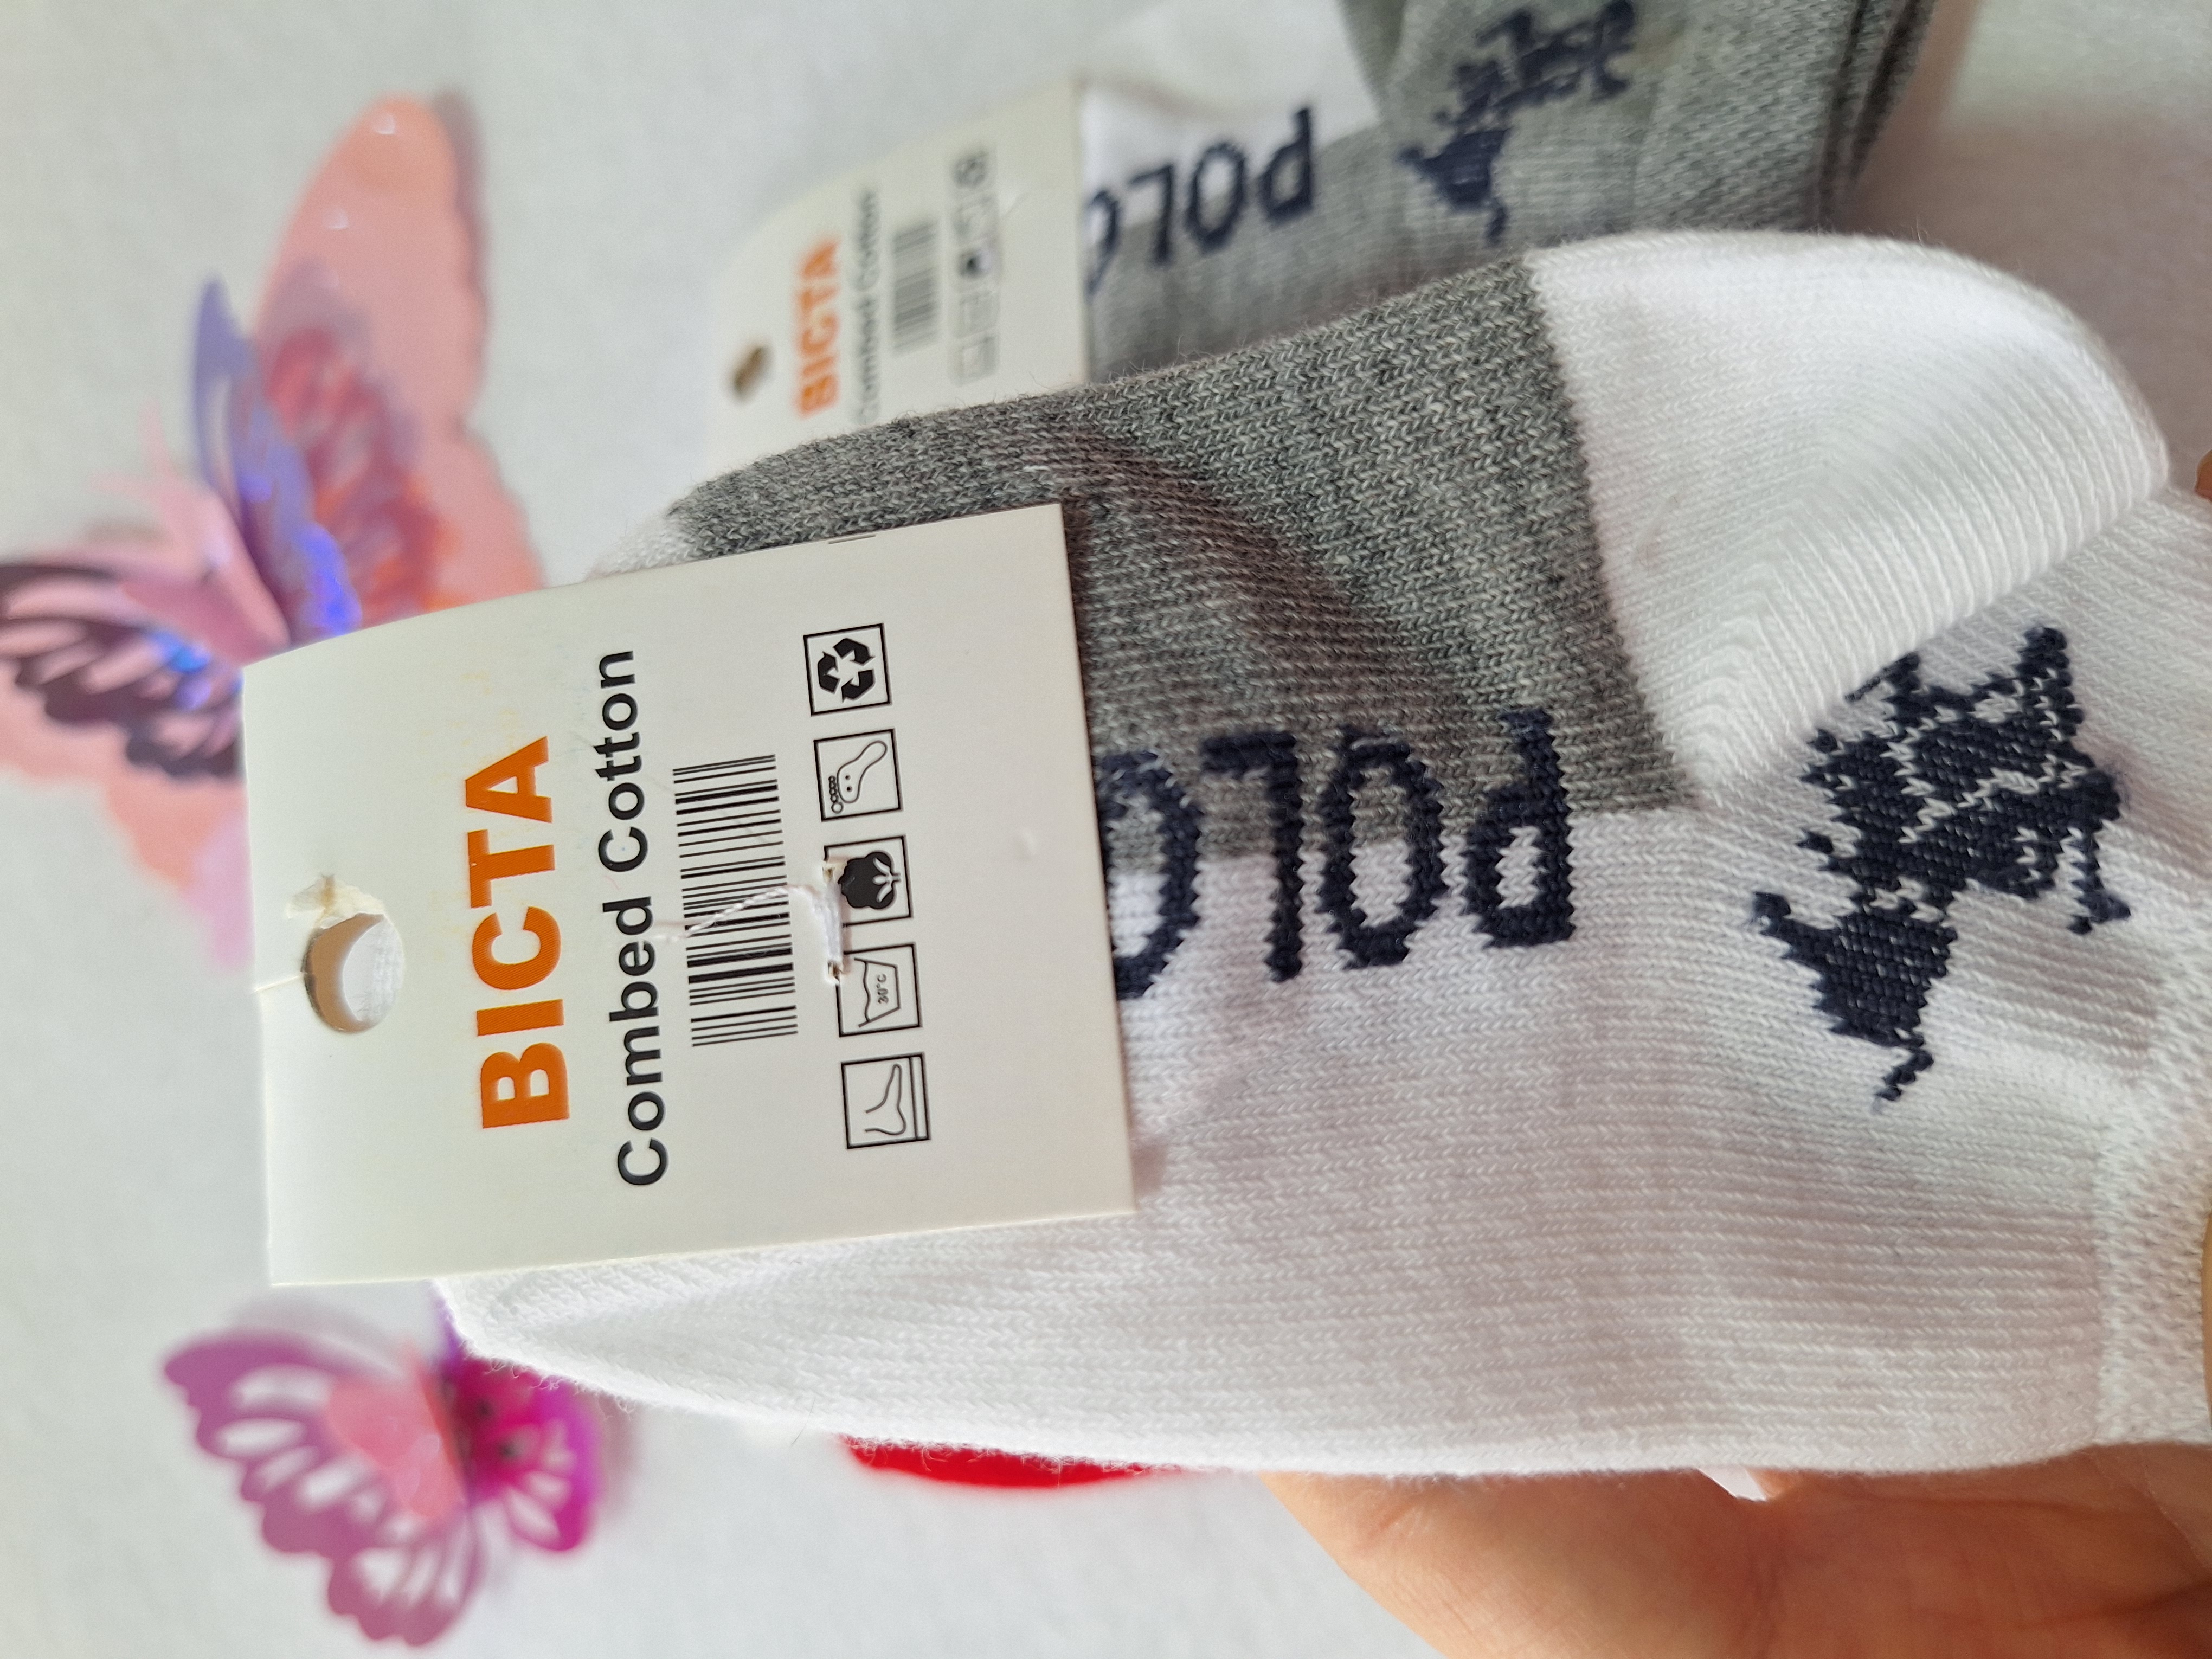 BICTA
Combed Cotton
30°C
POLO
BICTA
Combed Cotton
POLO